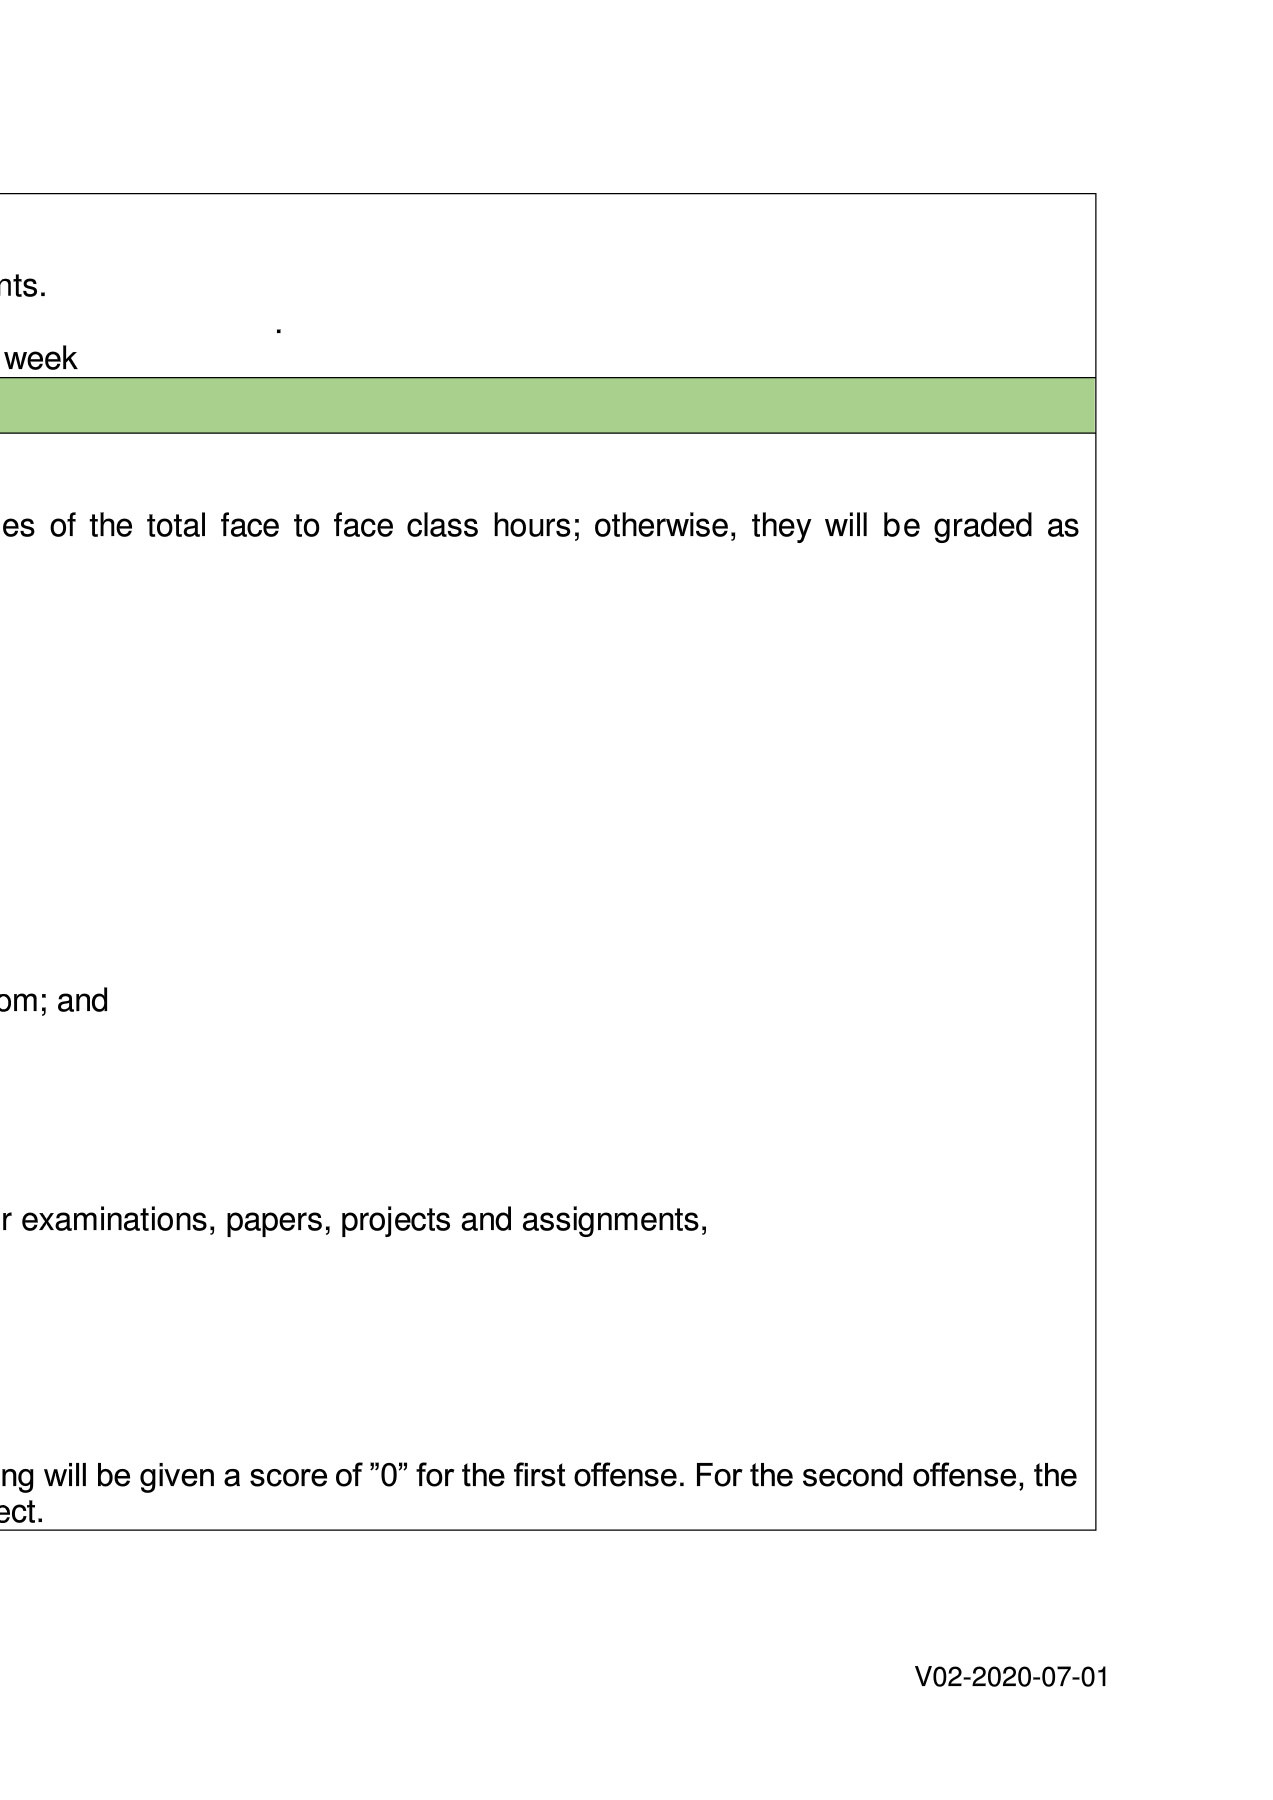 nts.
.
week
es of the total face to face class hours; otherwise, they will be graded as
om; and
r examinations, papers, projects and assignments,
ng will be given a score of ”0” for the first offense. For the second offense, the
ect.
V02-2020-07-01